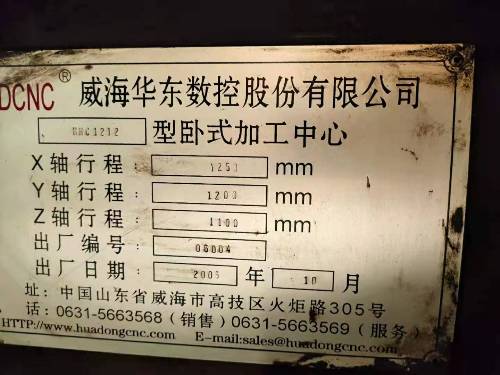 DCNC® 威海华东数控股份有限公司
型卧式加工中心
X轴行程: 1250 mm
Y轴行程: 1200 mm
Z轴行程: 1100 mm
出厂编号: 06004
出厂日期: 2005 年 10 月
址: 中国山东省威海市高技区火炬路305号
话: 0631-5663568 (销售) 0631-5663569 (服务)
HTTP://www.huadongcnc.com E-mail:sales@huadongcnc.com